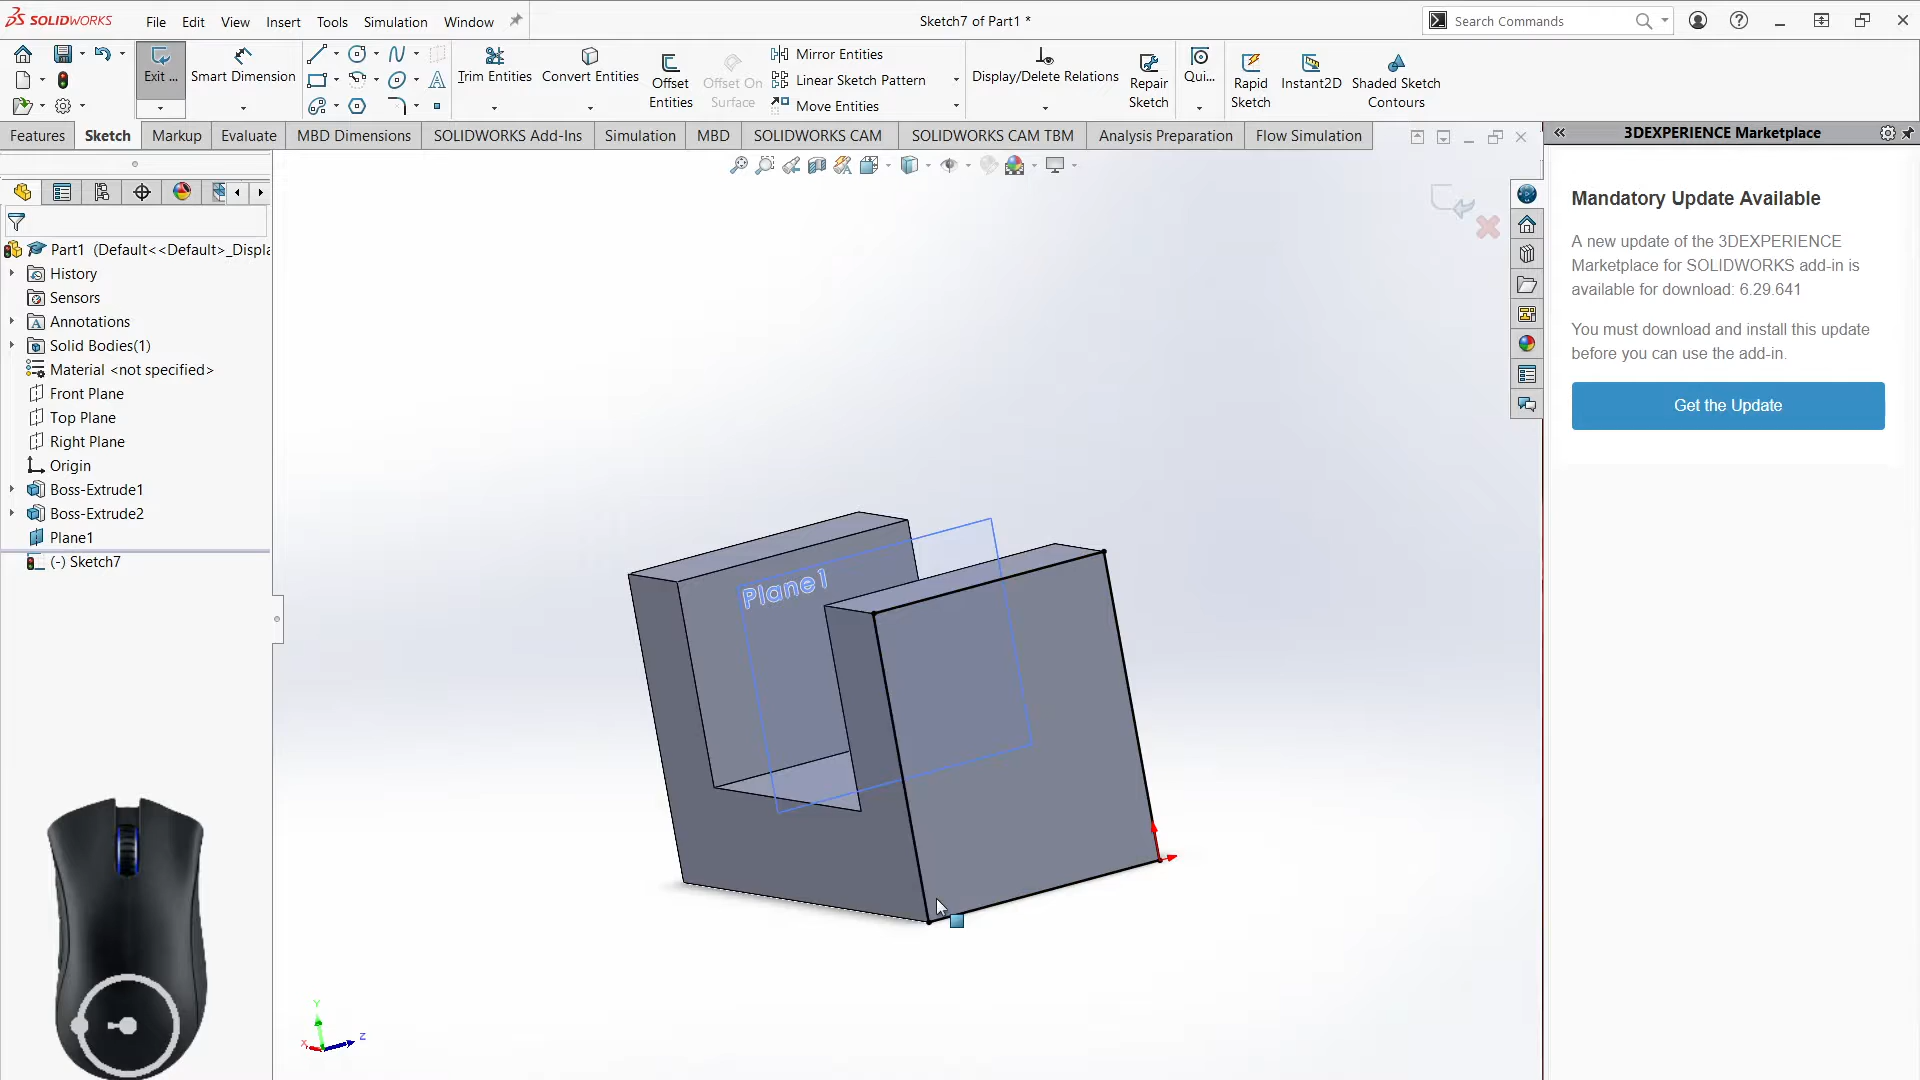 SOLIDWORKS File Edit View Insert Tools Simulation Window Sketch7 of Part1 * Search Commands
Exit ... Smart Dimension Trim Entities Convert Entities Offset Entities Offset On Surface Mirror Entities Linear Sketch Pattern Move Entities Display/Delete Relations Repair Sketch Qui... Rapid Sketch Instant2D Shaded Sketch Contours
Features Sketch Markup Evaluate MBD Dimensions SOLIDWORKS Add-Ins Simulation MBD SOLIDWORKS CAM SOLIDWORKS CAM TBM Analysis Preparation Flow Simulation
3DEXPERIENCE Marketplace
Mandatory Update Available
A new update of the 3DEXPERIENCE
Marketplace for SOLIDWORKS add-in is
available for download: 6.29.641
You must download and install this update
before you can use the add-in.
Get the Update
Part1 (Default<<Default>_Displa
History
Sensors
Annotations
Solid Bodies(1)
Material <not specified>
Front Plane
Top Plane
Right Plane
Origin
Boss-Extrude1
Boss-Extrude2
Plane1
(-) Sketch7
Plane1
Y
X
Z